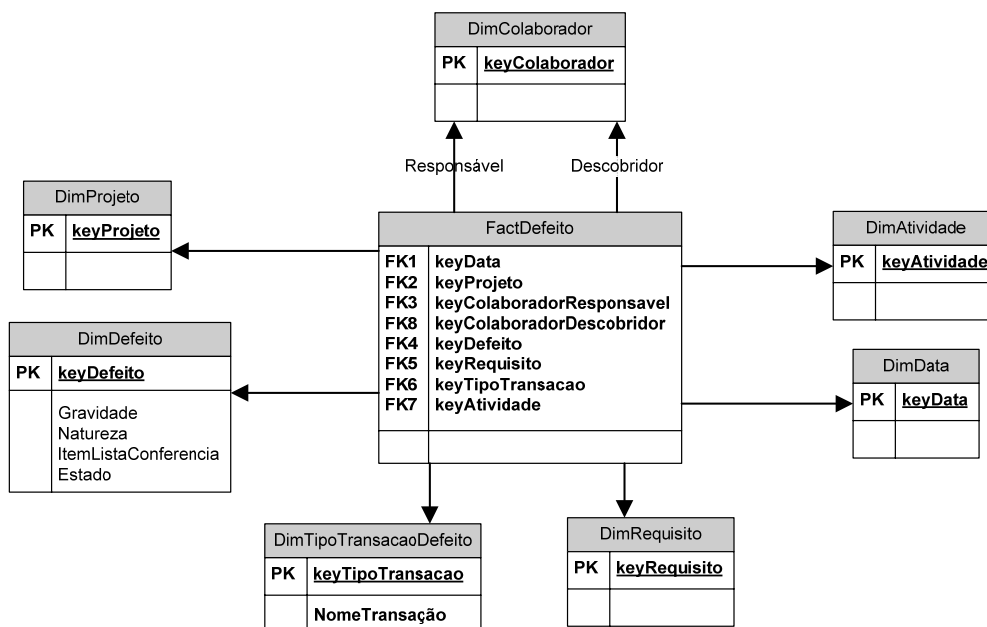 DimColaborador
PK keyColaborador
Responsável Descobridor
DimProjeto
PK keyProjeto
FactDefeito
FK1 keyData
FK2 keyProjeto
FK3 keyColaboradorResponsavel
FK8 keyColaboradorDescobridor
FK4 keyDefeito
FK5 keyRequisito
FK6 keyTipoTransacao
FK7 keyAtividade
DimAtividade
PK keyAtividade
DimDefeito
PK keyDefeito
Gravidade
Natureza
ItemListaConferencia
Estado
DimData
PK keyData
DimTipoTransacaoDefeito
PK keyTipoTransacao
NomeTransação
DimRequisito
PK keyRequisito